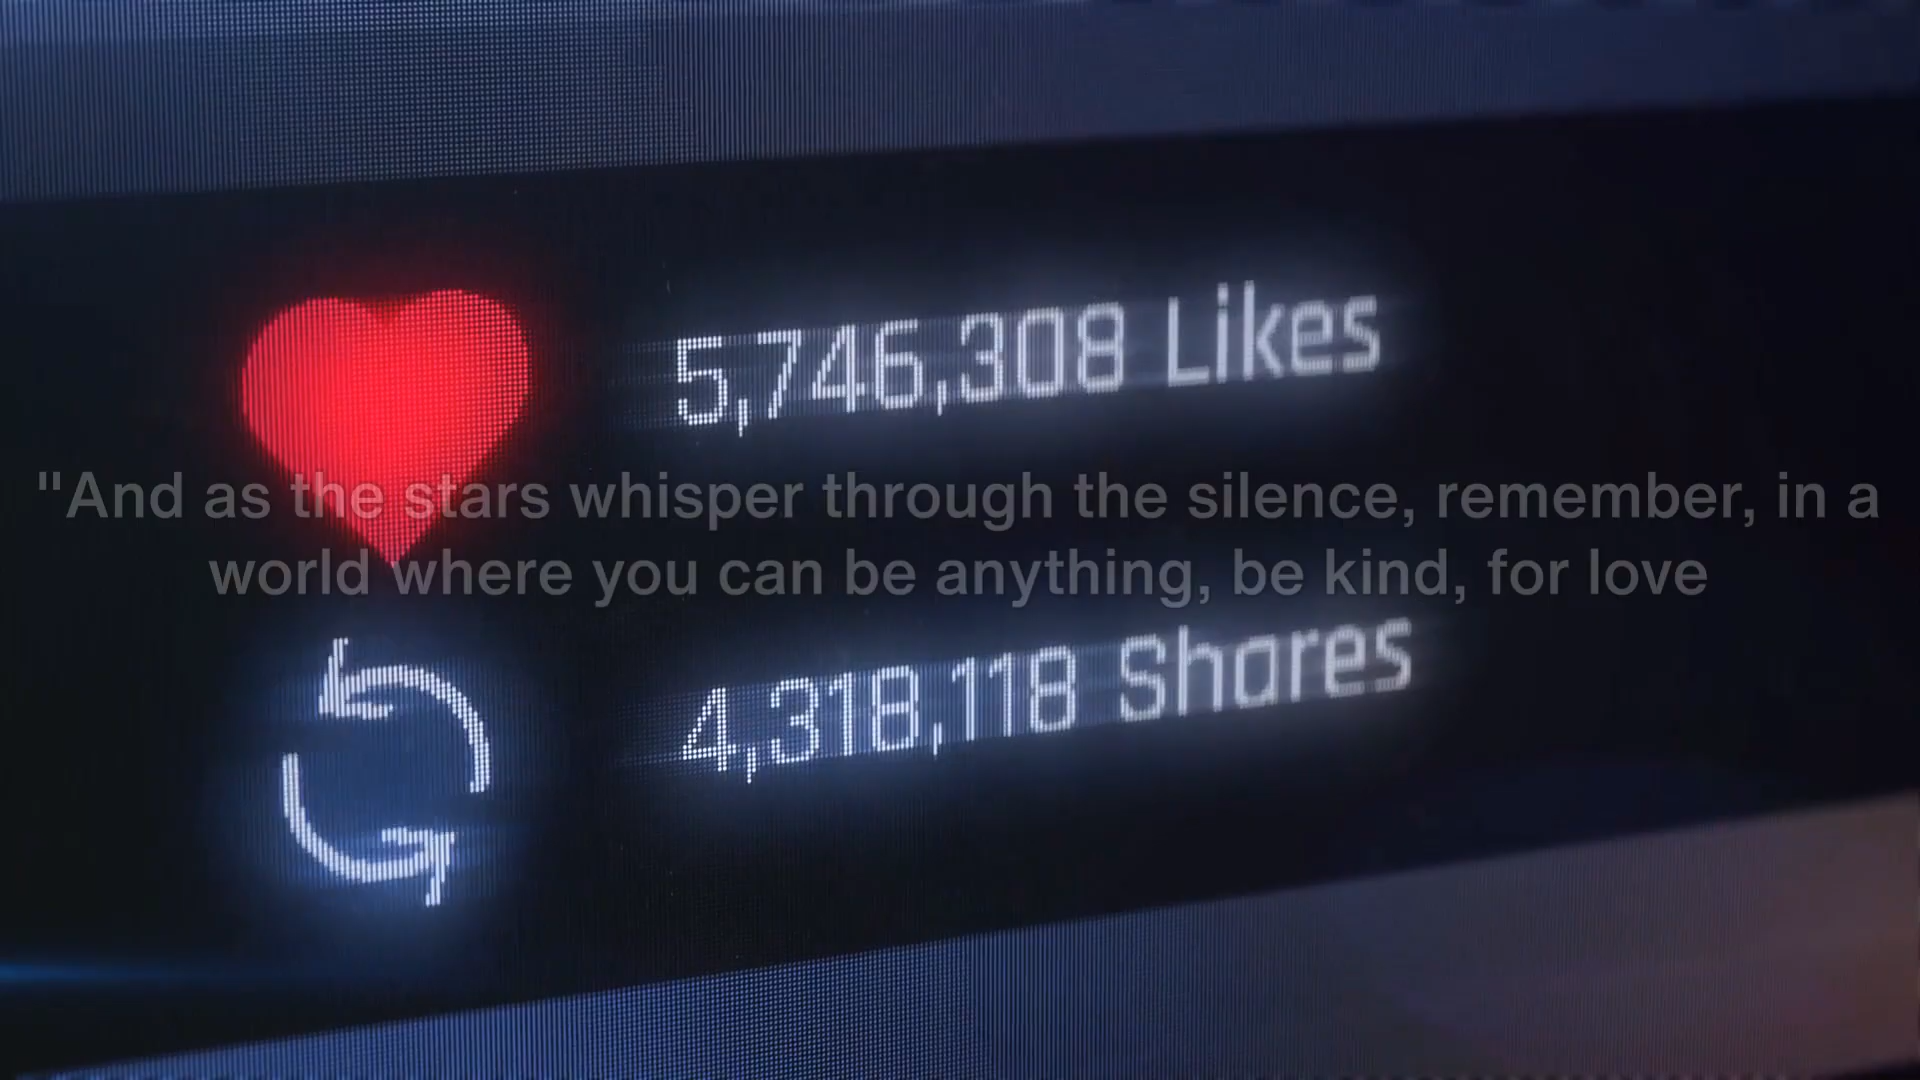 5,746,308 Likes
"And as the stars whisper through the silence, remember, in a
world where you can be anything, be kind, for love
4,318,118 Shares